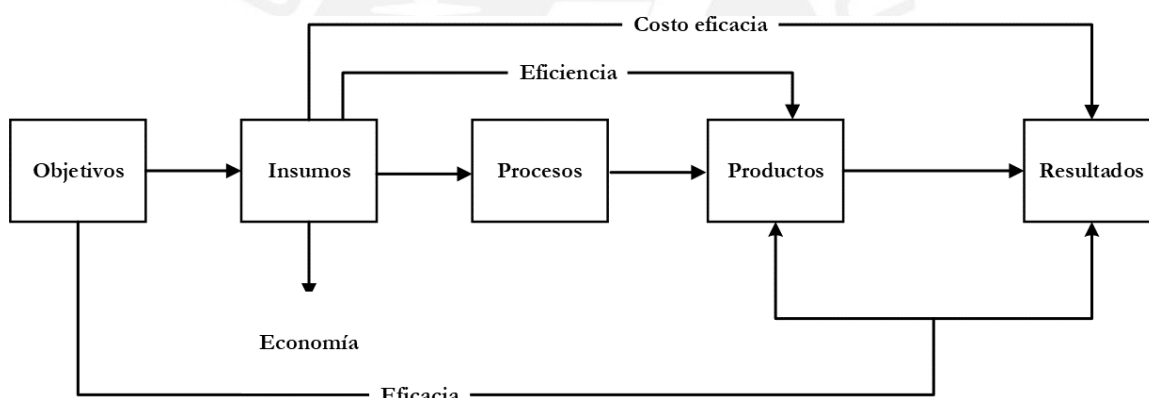 Costo eficacia
Eficiencia
Objetivos
Insumos
Procesos
Productos
Resultados
Economía
Eficacia